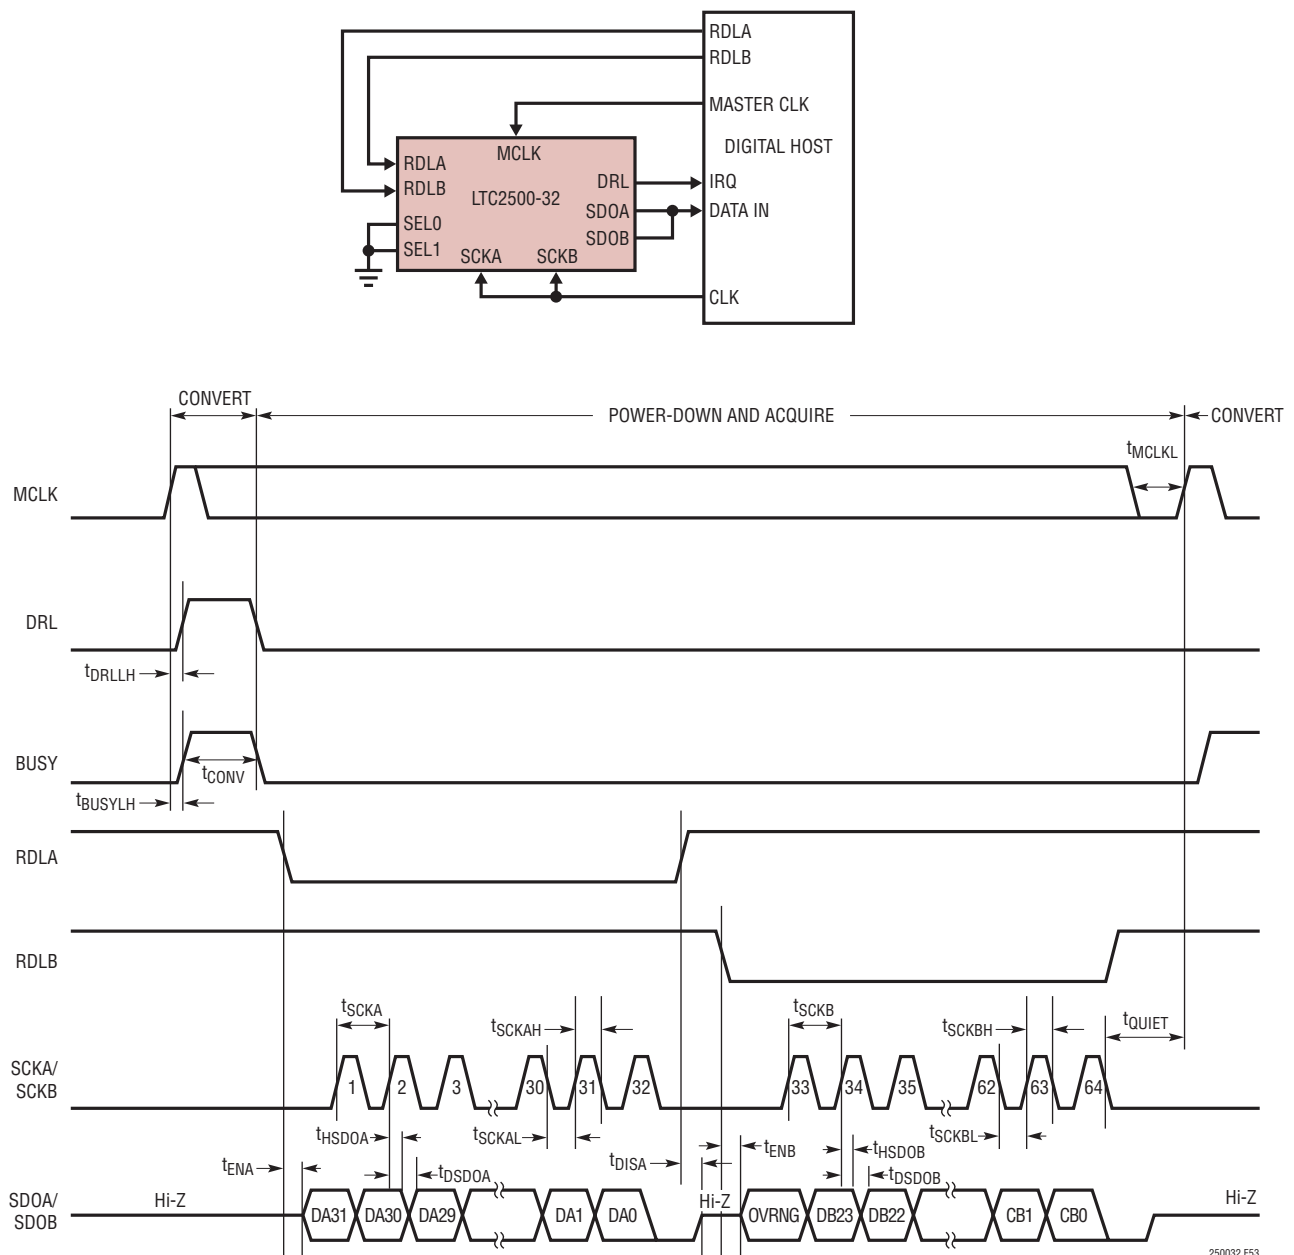 RDLA
RDLB
MASTER CLK
DIGITAL HOST
IRQ
DATA IN
CLK
MCLK
RDLA
RDLB
LTC2500-32
SEL0
SEL1
DRL
SDOA
SDOB
SCKA
SCKB
CONVERT
POWER-DOWN AND ACQUIRE
CONVERT
tMCLKL
MCLK
DRL
tDRLLH
BUSY
tCONV
tBUSYLH
RDLA
RDLB
tSCKA
tSCKAH
tSCKB
tSCKBH
tQUIET
SCKA/
SCKB
1 2 3 30 31 32 33 34 35 62 63 64
tHSDOA
tSCKAL
tENB
tHSDOB
tSCKBL
tENA
tDSDOA
tDISA
tDSDOB
SDOA/
SDOB
Hi-Z
DA31 DA30 DA29 DA1 DA0
Hi-Z
OVRNG DB23 DB22 CB1 CB0
Hi-Z
250032 F53